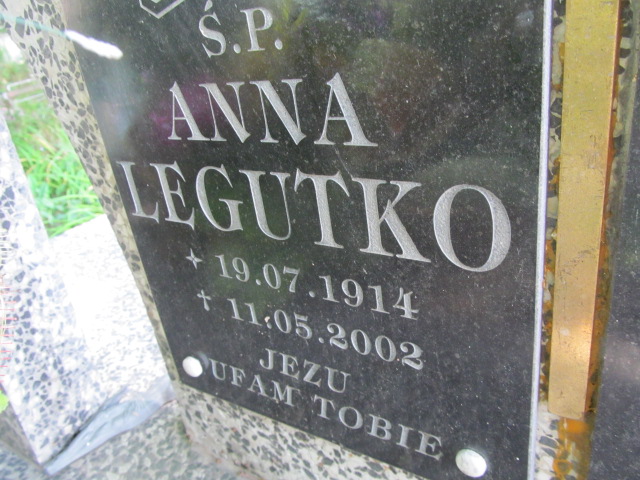 Ś.P.
ANNA
LEGUTKO
✶ 19.07.1914
✝ 11.05.2002
JEZU
UFAM TOBIE